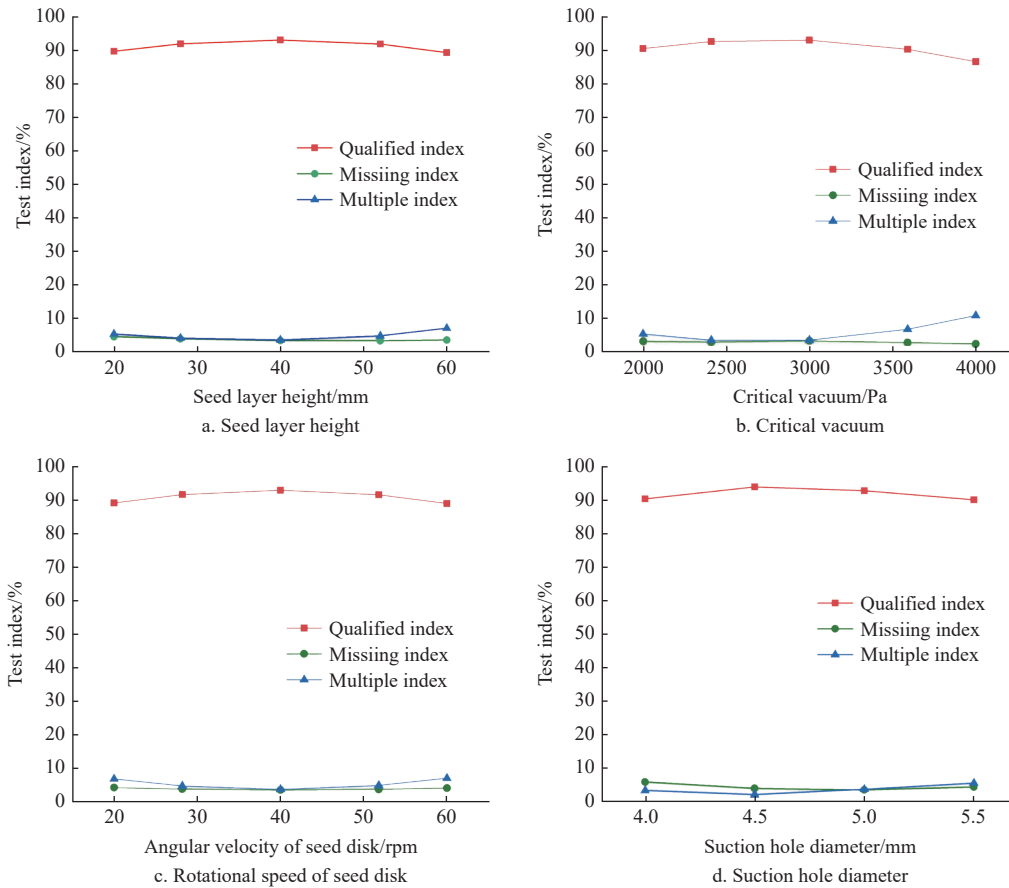 100
90
80
70
60
50
40
30
20
10
0
Test index/%
Qualified index
Missiing index
Multiple index
20 30 40 50 60
Seed layer height/mm
a. Seed layer height
100
90
80
70
60
50
40
30
20
10
0
Test index/%
Qualified index
Missiing index
Multiple index
2000 2500 3000 3500 4000
Critical vacuum/Pa
b. Critical vacuum
100
90
80
70
60
50
40
30
20
10
0
Test index/%
Qualified index
Missiing index
Multiple index
20 30 40 50 60
Angular velocity of seed disk/rpm
c. Rotational speed of seed disk
100
90
80
70
60
50
40
30
20
10
0
Test index/%
Qualified index
Missiing index
Multiple index
4.0 4.5 5.0 5.5
Suction hole diameter/mm
d. Suction hole diameter